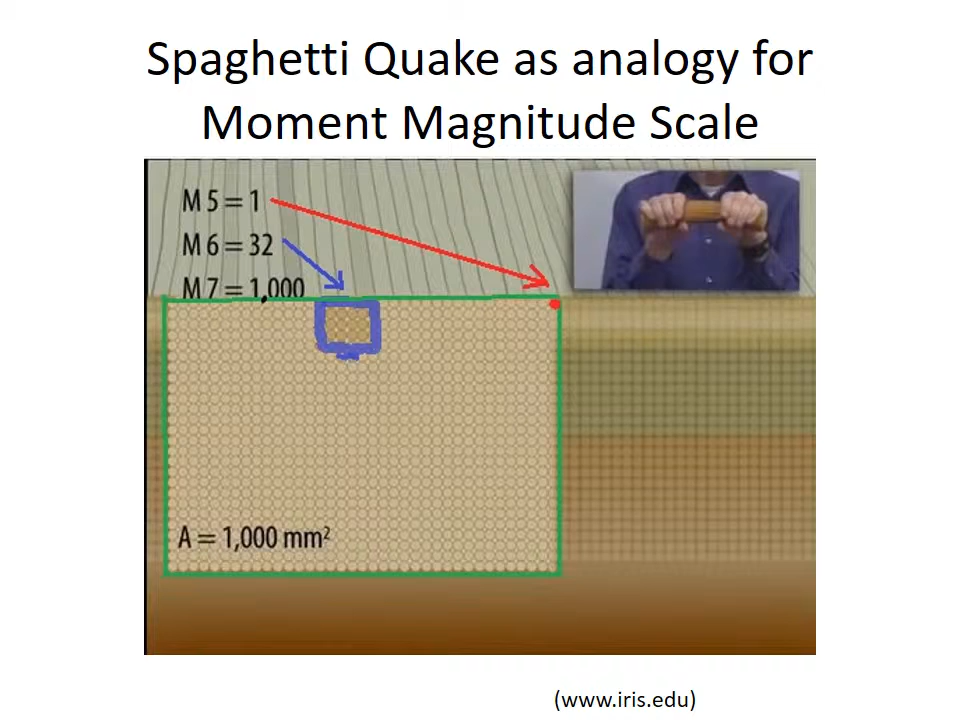 Spaghetti Quake as analogy for
Moment Magnitude Scale
M 5 = 1
M 6 = 32
M 7 = 1,000
A = 1,000 mm²
(www.iris.edu)